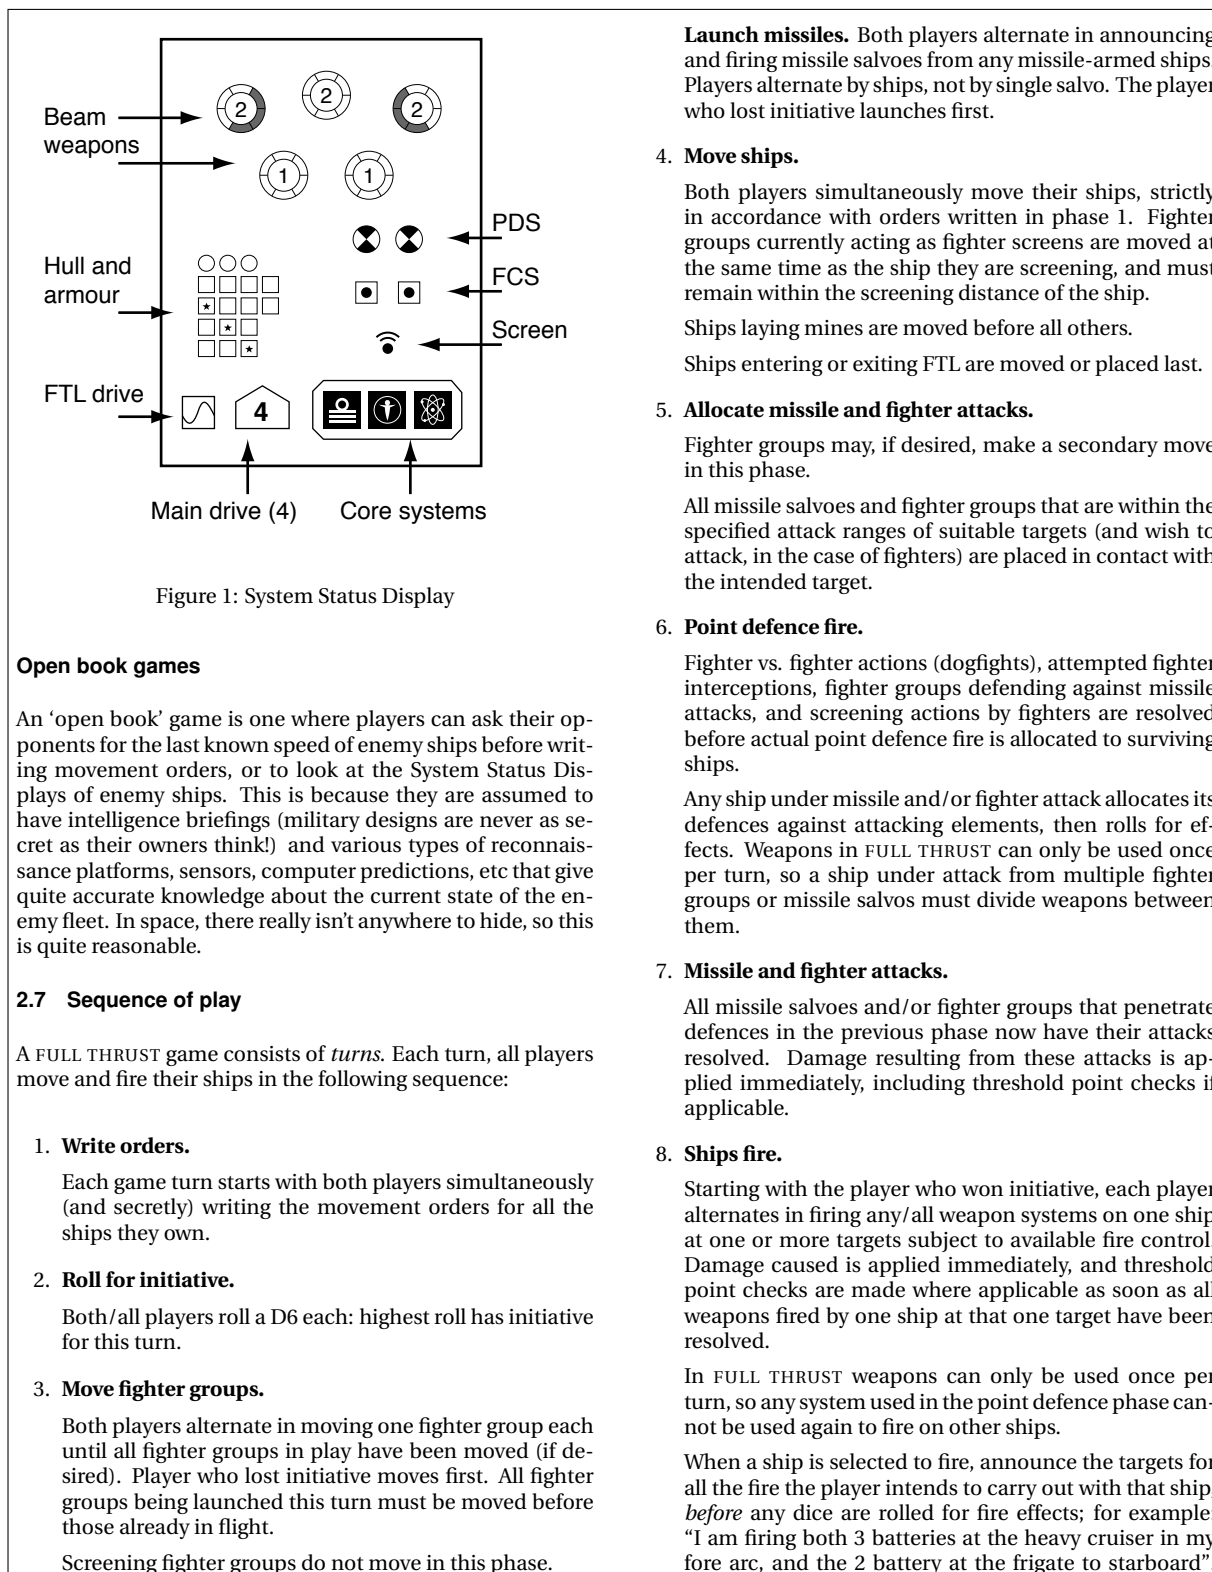 2
2
2
1
1
4
Beam
weapons
PDS
Hull and
armour
FCS
Screen
FTL drive
Main drive (4)
Core systems
Figure 1: System Status Display
Open book games
An ‘open book’ game is one where players can ask their op-
ponents for the last known speed of enemy ships before writ-
ing movement orders, or to look at the System Status Dis-
plays of enemy ships. This is because they are assumed to
have intelligence briefings (military designs are never as se-
cret as their owners think!) and various types of reconnais-
sance platforms, sensors, computer predictions, etc that give
quite accurate knowledge about the current state of the en-
emy fleet. In space, there really isn’t anywhere to hide, so this
is quite reasonable.
2.7 Sequence of play
A FULL THRUST game consists of turns. Each turn, all players
move and fire their ships in the following sequence:
1. Write orders.
Each game turn starts with both players simultaneously
(and secretly) writing the movement orders for all the
ships they own.
2. Roll for initiative.
Both/all players roll a D6 each: highest roll has initiative
for this turn.
3. Move fighter groups.
Both players alternate in moving one fighter group each
until all fighter groups in play have been moved (if de-
sired). Player who lost initiative moves first. All fighter
groups being launched this turn must be moved before
those already in flight.
Screening fighter groups do not move in this phase.
Launch missiles. Both players alternate in announcing
and firing missile salvoes from any missile-armed ships.
Players alternate by ships, not by single salvo. The player
who lost initiative launches first.
4. Move ships.
Both players simultaneously move their ships, strictly
in accordance with orders written in phase 1. Fighter
groups currently acting as fighter screens are moved at
the same time as the ship they are screening, and must
remain within the screening distance of the ship.
Ships laying mines are moved before all others.
Ships entering or exiting FTL are moved or placed last.
5. Allocate missile and fighter attacks.
Fighter groups may, if desired, make a secondary move
in this phase.
All missile salvoes and fighter groups that are within the
specified attack ranges of suitable targets (and wish to
attack, in the case of fighters) are placed in contact with
the intended target.
6. Point defence fire.
Fighter vs. fighter actions (dogfights), attempted fighter
interceptions, fighter groups defending against missile
attacks, and screening actions by fighters are resolved
before actual point defence fire is allocated to surviving
ships.
Any ship under missile and/or fighter attack allocates its
defences against attacking elements, then rolls for ef-
fects. Weapons in FULL THRUST can only be used once
per turn, so a ship under attack from multiple fighter
groups or missile salvos must divide weapons between
them.
7. Missile and fighter attacks.
All missile salvoes and/or fighter groups that penetrate
defences in the previous phase now have their attacks
resolved. Damage resulting from these attacks is ap-
plied immediately, including threshold point checks if
applicable.
8. Ships fire.
Starting with the player who won initiative, each player
alternates in firing any/all weapon systems on one ship
at one or more targets subject to available fire control.
Damage caused is applied immediately, and threshold
point checks are made where applicable as soon as all
weapons fired by one ship at that one target have been
resolved.
In FULL THRUST weapons can only be used once per
turn, so any system used in the point defence phase can-
not be used again to fire on other ships.
When a ship is selected to fire, announce the targets for
all the fire the player intends to carry out with that ship,
before any dice are rolled for fire effects; for example:
“I am firing both 3 batteries at the heavy cruiser in my
fore arc, and the 2 battery at the frigate to starboard”.